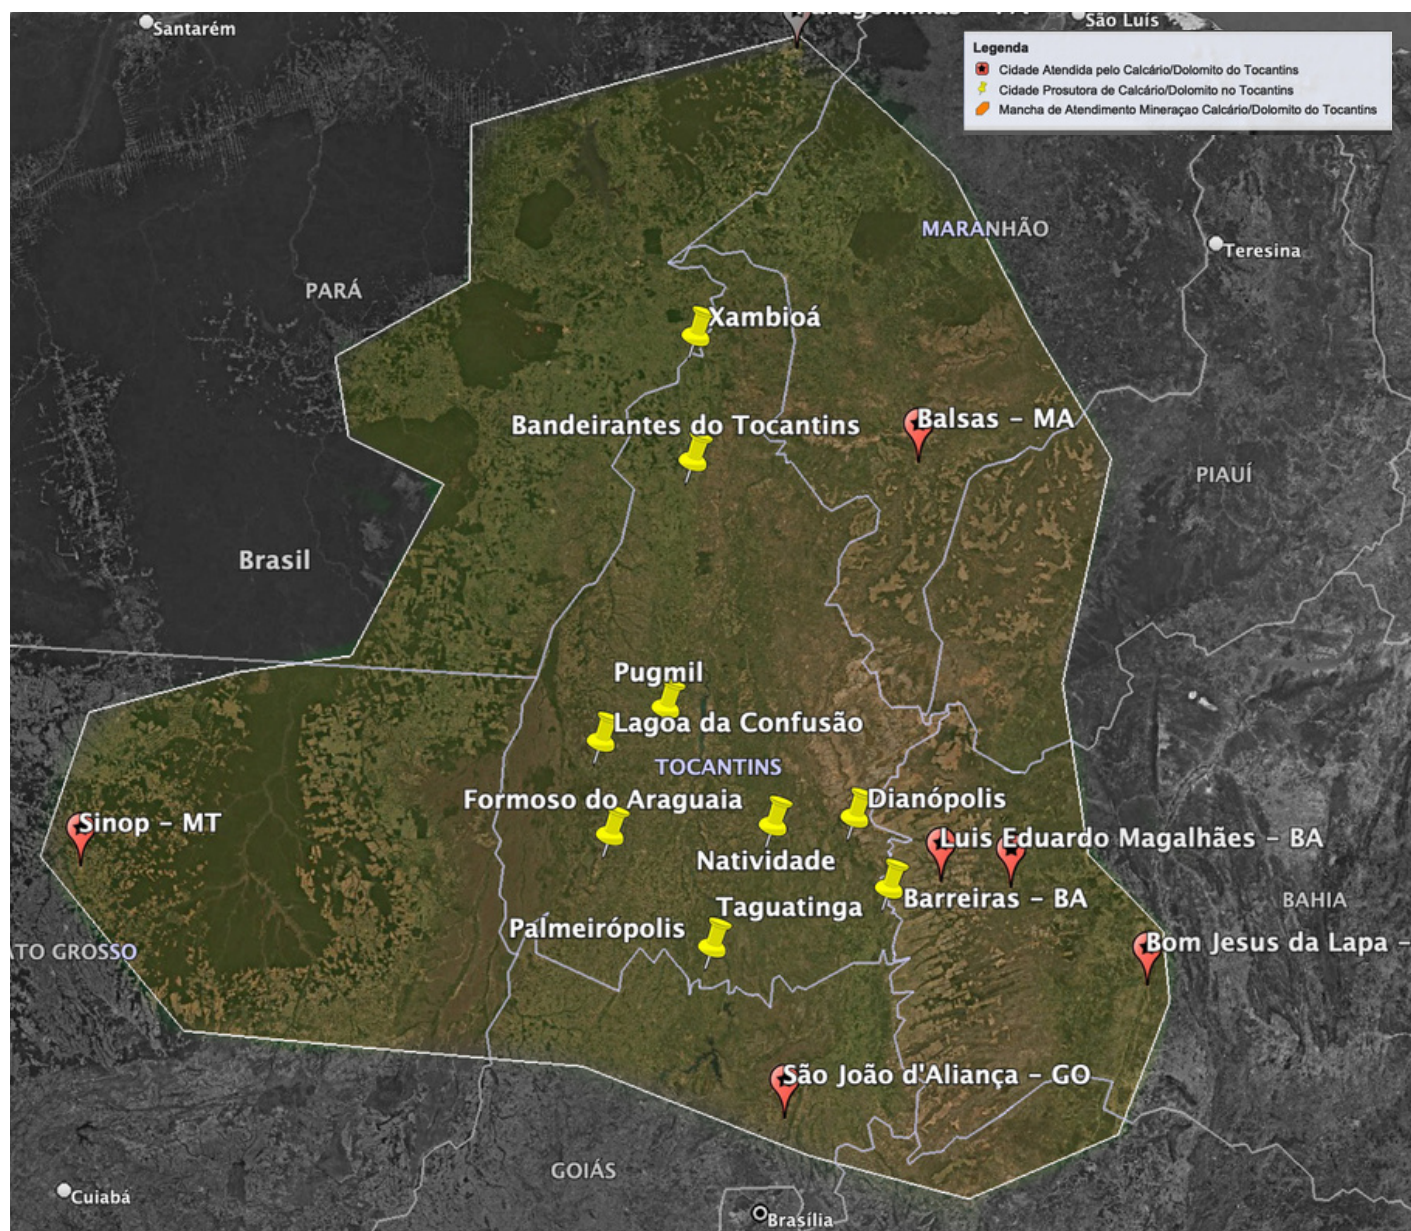 Santarém
São Luís
Legenda
Cidade Atendida pelo Calcário/Dolomito do Tocantins
Cidade Prosutora de Calcário/Dolomito no Tocantins
Mancha de Atendimento Mineraçao Calcário/Dolomito do Tocantins
MARANHÃO
Teresina
PARÁ
Xambioá
Balsas - MA
Bandeirantes do Tocantins
PIAUÍ
Brasil
Pugmil
Lagoa da Confusão
TOCANTINS
Formoso do Araguaia
Dianópolis
Sinop - MT
Luis Eduardo Magalhães - BA
Natividade
Barreiras - BA
BAHIA
Taguatinga
Palmeirópolis
Bom Jesus da Lapa -
ATO GROSSO
São João d'Aliança - GO
GOIÁS
Cuiabá
Brasília